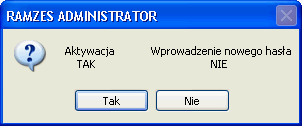 RAMZES ADMINISTRATOR
Aktywacja Wprowadzenie nowego hasła
TAK NIE
Tak Nie